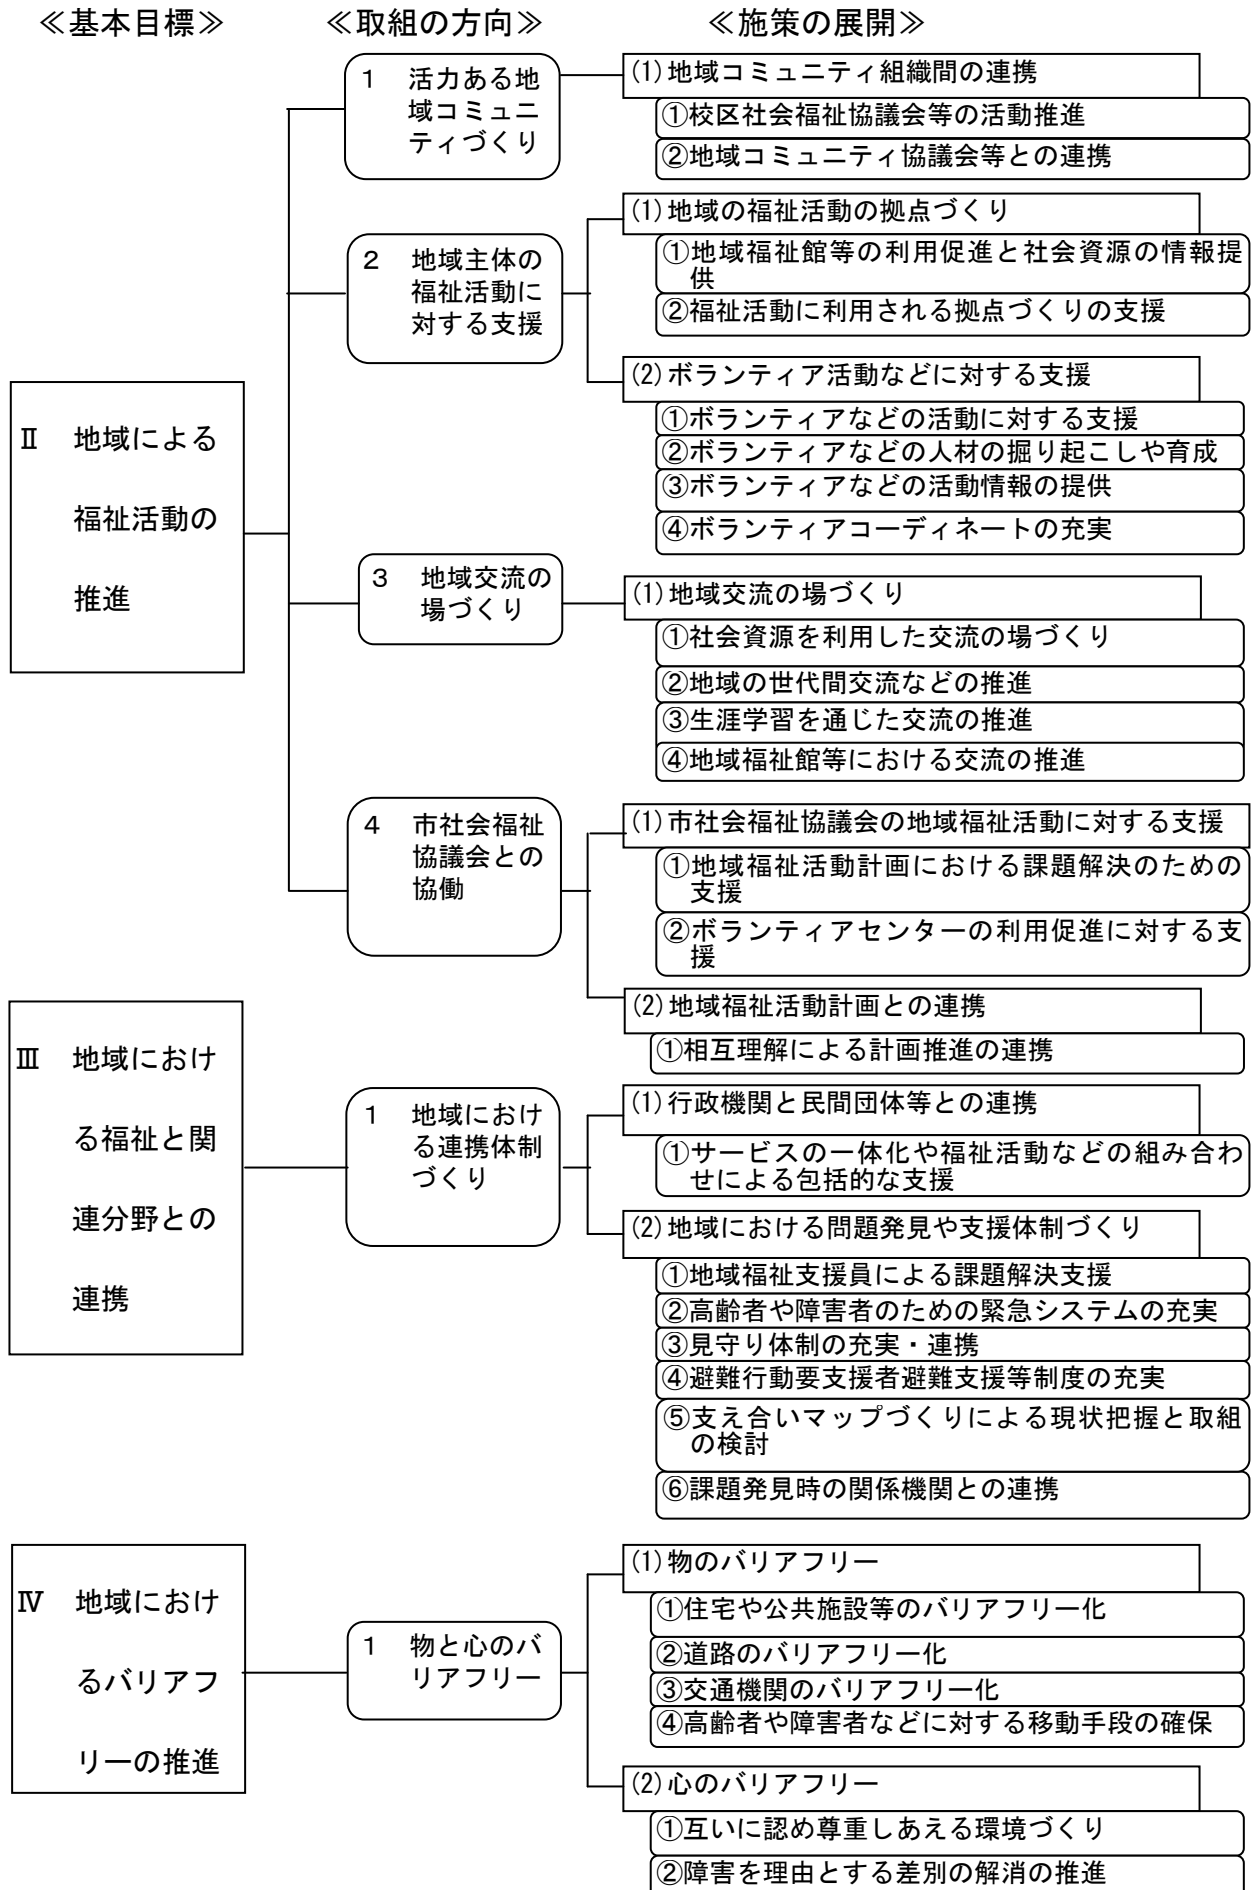 ≪基本目標≫ ≪取組の方向≫ ≪施策の展開≫
Ⅱ 地域による
福祉活動の
推進
1 活力ある地
域コミュニ
ティづくり
(1)地域コミュニティ組織間の連携
①校区社会福祉協議会等の活動推進
②地域コミュニティ協議会等との連携
2 地域主体の
福祉活動に
対する支援
(1)地域の福祉活動の拠点づくり
①地域福祉館等の利用促進と社会資源の情報提
供
②福祉活動に利用される拠点づくりの支援
(2)ボランティア活動などに対する支援
①ボランティアなどの活動に対する支援
②ボランティアなどの人材の掘り起こしや育成
③ボランティアなどの活動情報の提供
④ボランティアコーディネートの充実
3 地域交流の
場づくり
(1)地域交流の場づくり
①社会資源を利用した交流の場づくり
②地域の世代間交流などの推進
③生涯学習を通じた交流の推進
④地域福祉館等における交流の推進
4 市社会福祉
協議会との
協働
(1)市社会福祉協議会の地域福祉活動に対する支援
①地域福祉活動計画における課題解決のための
支援
②ボランティアセンターの利用促進に対する支
援
(2)地域福祉活動計画との連携
①相互理解による計画推進の連携
Ⅲ 地域におけ
る福祉と関
連分野との
連携
1 地域におけ
る連携体制
づくり
(1)行政機関と民間団体等との連携
①サービスの一体化や福祉活動などの組み合わ
せによる包括的な支援
(2)地域における問題発見や支援体制づくり
①地域福祉支援員による課題解決支援
②高齢者や障害者のための緊急システムの充実
③見守り体制の充実・連携
④避難行動要支援者避難支援等制度の充実
⑤支え合いマップづくりによる現状把握と取組
の検討
⑥課題発見時の関係機関との連携
Ⅳ 地域におけ
るバリアフ
リーの推進
1 物と心のバ
リアフリー
(1)物のバリアフリー
①住宅や公共施設等のバリアフリー化
②道路のバリアフリー化
③交通機関のバリアフリー化
④高齢者や障害者などに対する移動手段の確保
(2)心のバリアフリー
①互いに認め尊重しあえる環境づくり
②障害を理由とする差別の解消の推進